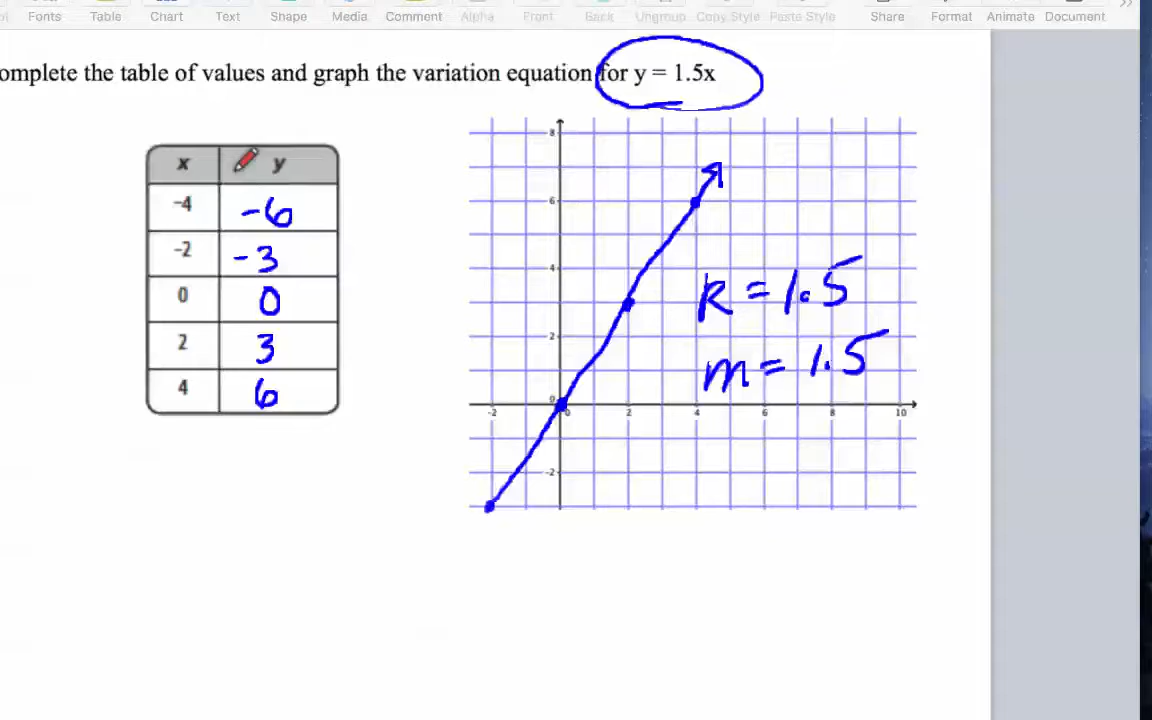 Fonts Table Chart Text Shape Media Comment Alpha Front Back Ungroup Copy Style Paste Style Share Format Animate Document
omplete the table of values and graph the variation equation for y = 1.5x
x y
-4 -6
-2 -3
0 0
2 3
4 6
8
6
4
2
0
-2 0 2 4 6 8 10
-2
k = 1.5
m = 1.5